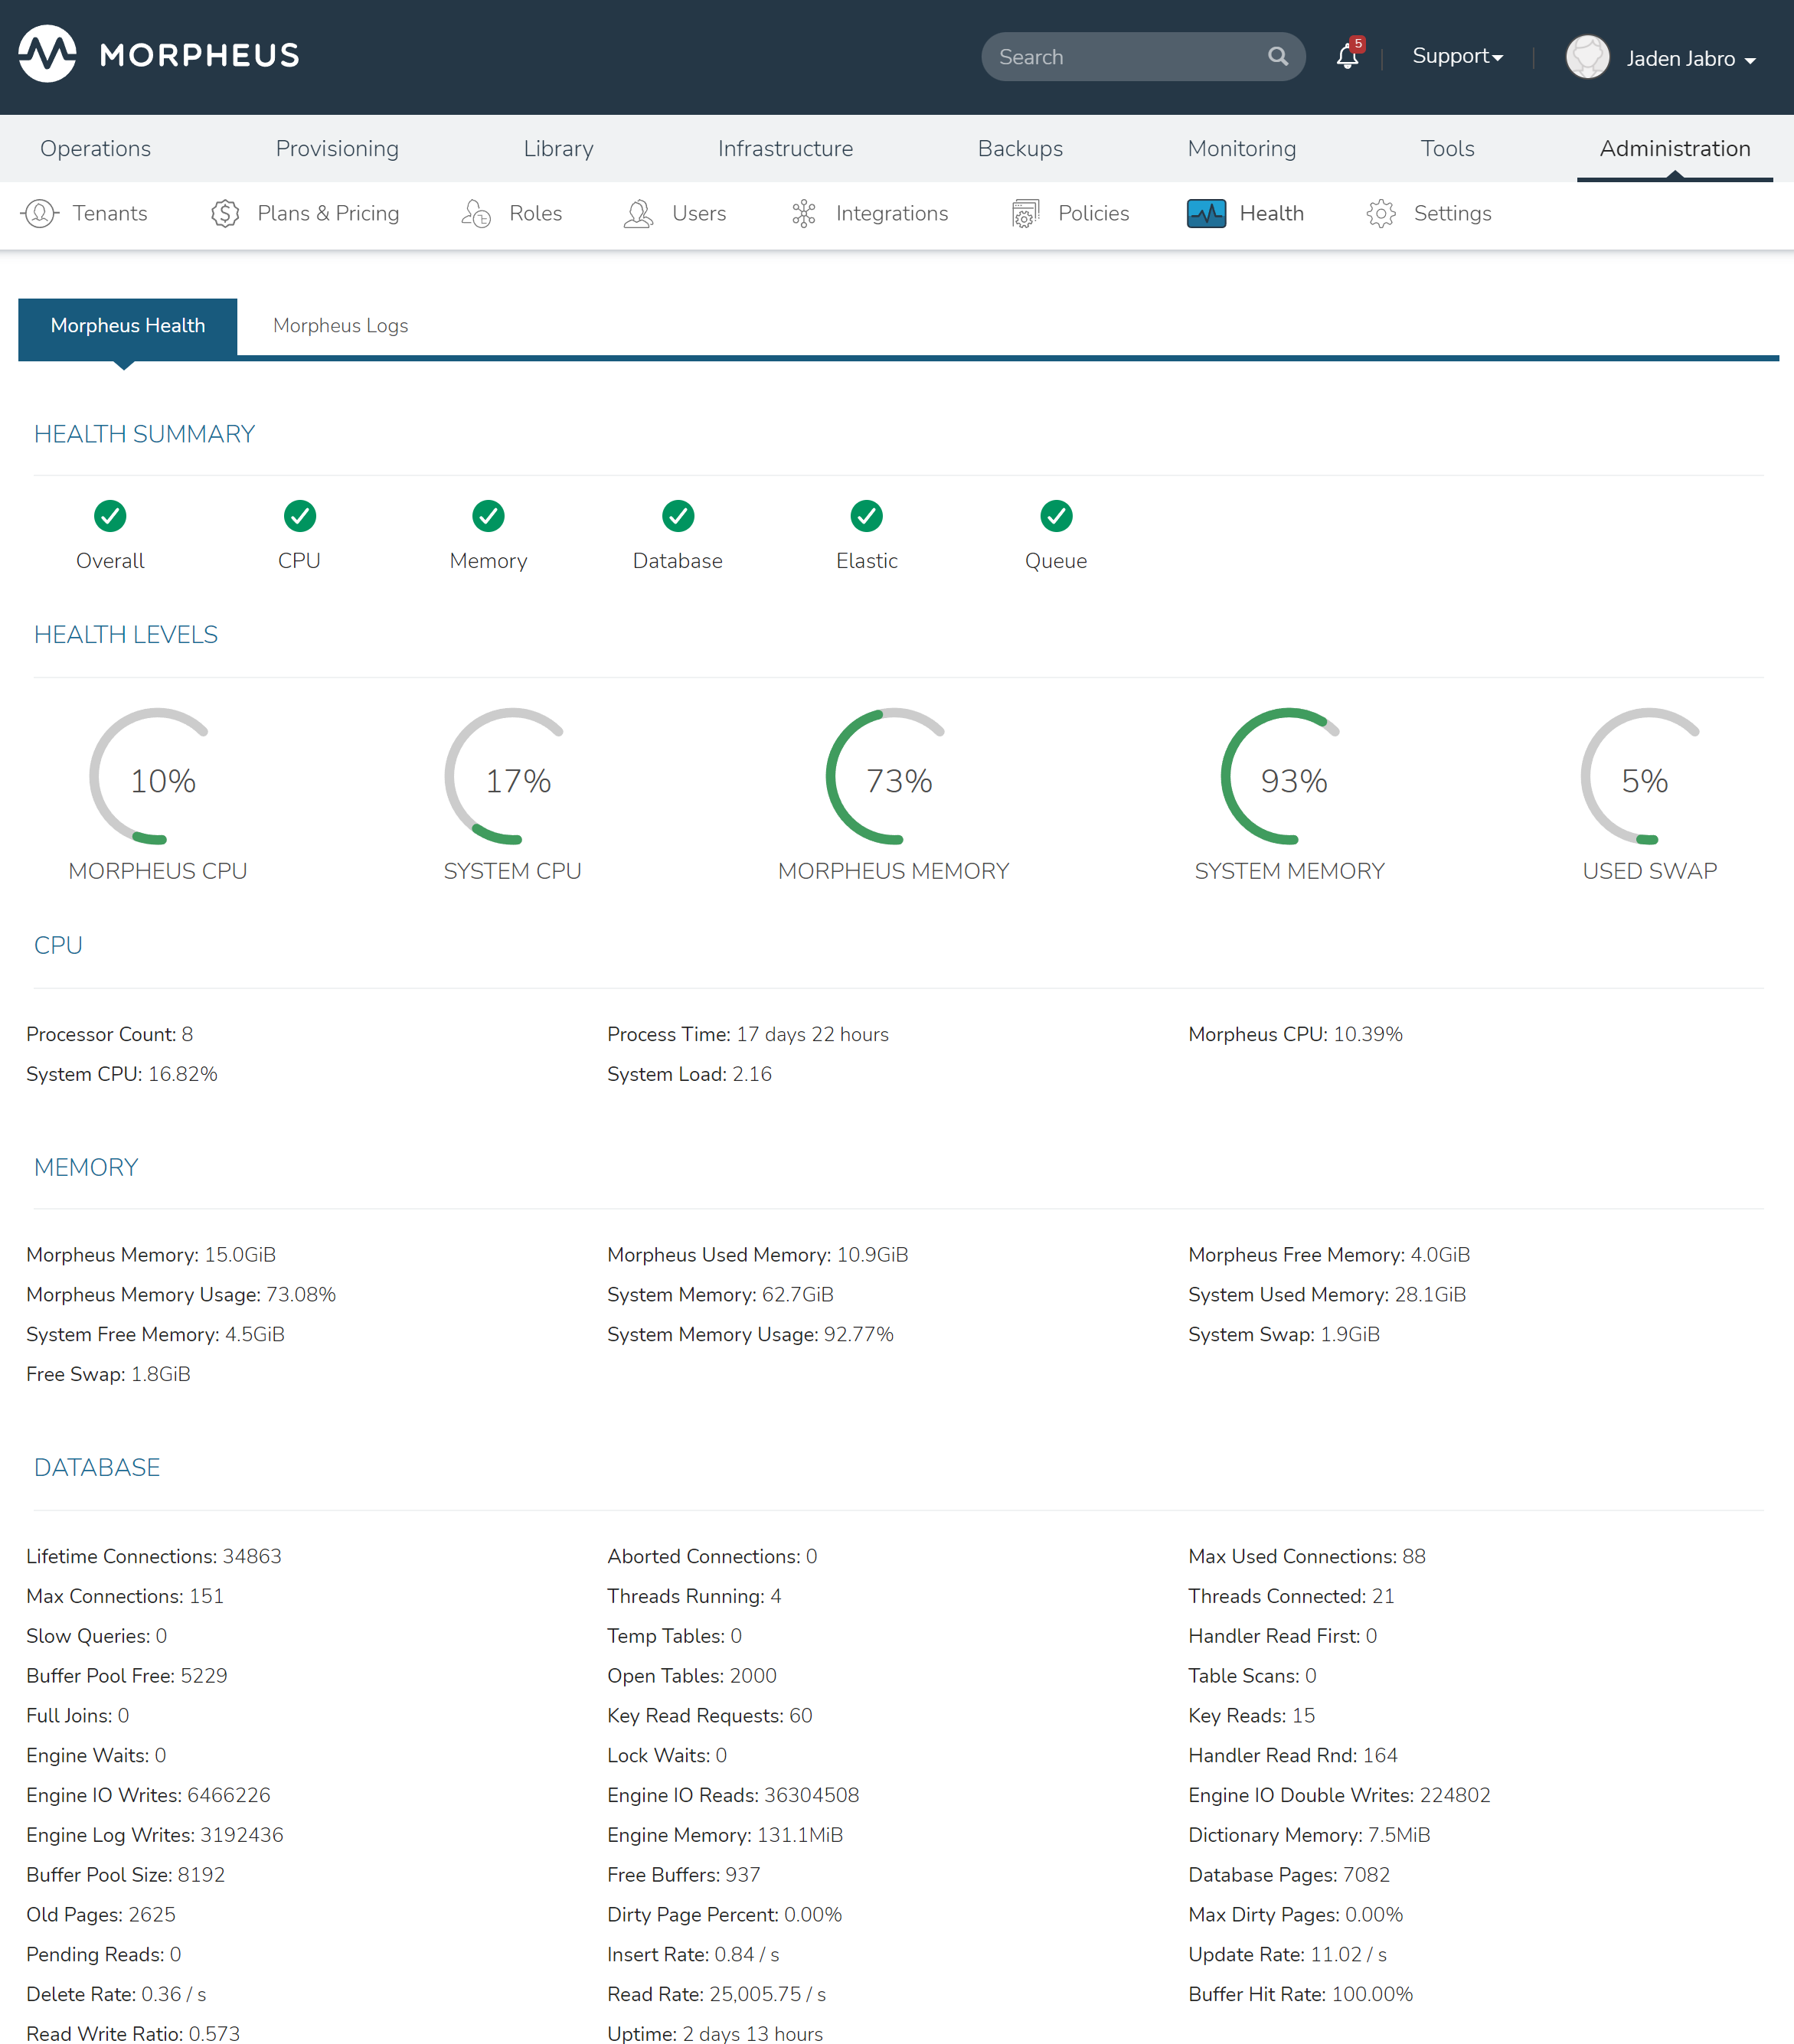 MORPHEUS
Search
5
Support
Jaden Jabro
Operations Provisioning Library Infrastructure Backups Monitoring Tools Administration
Tenants Plans & Pricing Roles Users Integrations Policies Health Settings
Morpheus Health Morpheus Logs
HEALTH SUMMARY
Overall CPU Memory Database Elastic Queue
HEALTH LEVELS
10% 17% 73% 93% 5%
MORPHEUS CPU SYSTEM CPU MORPHEUS MEMORY SYSTEM MEMORY USED SWAP
CPU
Processor Count: 8 Process Time: 17 days 22 hours Morpheus CPU: 10.39%
System CPU: 16.82% System Load: 2.16
MEMORY
Morpheus Memory: 15.0GiB Morpheus Used Memory: 10.9GiB Morpheus Free Memory: 4.0GiB
Morpheus Memory Usage: 73.08% System Memory: 62.7GiB System Used Memory: 28.1GiB
System Free Memory: 4.5GiB System Memory Usage: 92.77% System Swap: 1.9GiB
Free Swap: 1.8GiB
DATABASE
Lifetime Connections: 34863 Aborted Connections: 0 Max Used Connections: 88
Max Connections: 151 Threads Running: 4 Threads Connected: 21
Slow Queries: 0 Temp Tables: 0 Handler Read First: 0
Buffer Pool Free: 5229 Open Tables: 2000 Table Scans: 0
Full Joins: 0 Key Read Requests: 60 Key Reads: 15
Engine Waits: 0 Lock Waits: 0 Handler Read Rnd: 164
Engine IO Writes: 6466226 Engine IO Reads: 36304508 Engine IO Double Writes: 224802
Engine Log Writes: 3192436 Engine Memory: 131.1MiB Dictionary Memory: 7.5MiB
Buffer Pool Size: 8192 Free Buffers: 937 Database Pages: 7082
Old Pages: 2625 Dirty Page Percent: 0.00% Max Dirty Pages: 0.00%
Pending Reads: 0 Insert Rate: 0.84 / s Update Rate: 11.02 / s
Delete Rate: 0.36 / s Read Rate: 25,005.75 / s Buffer Hit Rate: 100.00%
Read Write Ratio: 0.573 Uptime: 2 days 13 hours